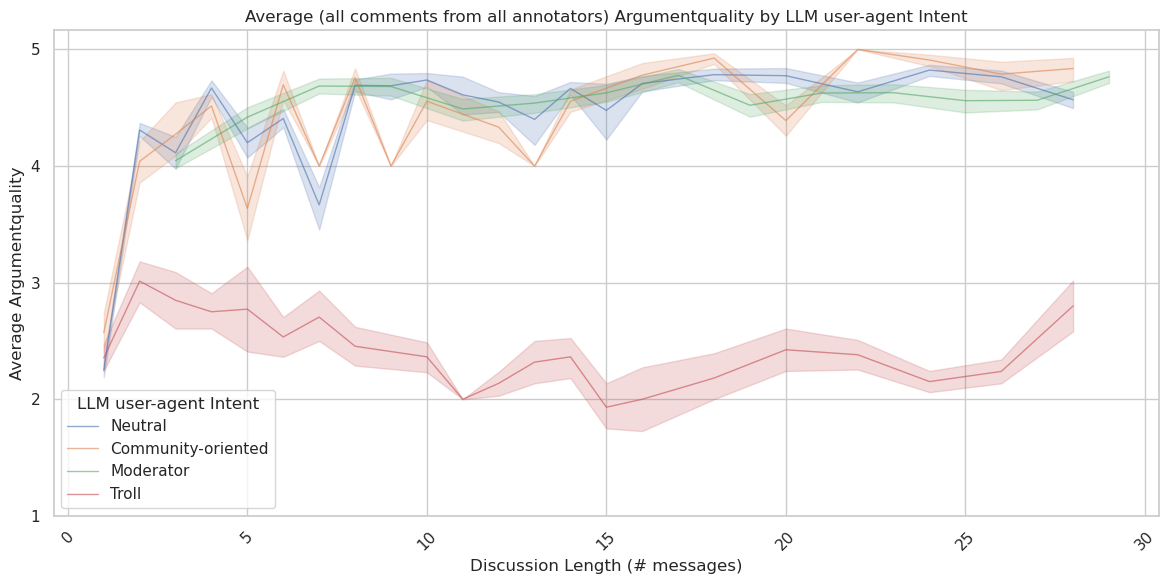 Average (all comments from all annotators) Argumentquality by LLM user-agent Intent
Average Argumentquality
5
4
3
2
1
LLM user-agent Intent
Neutral
Community-oriented
Moderator
Troll
0
5
10
15
20
25
30
Discussion Length (# messages)